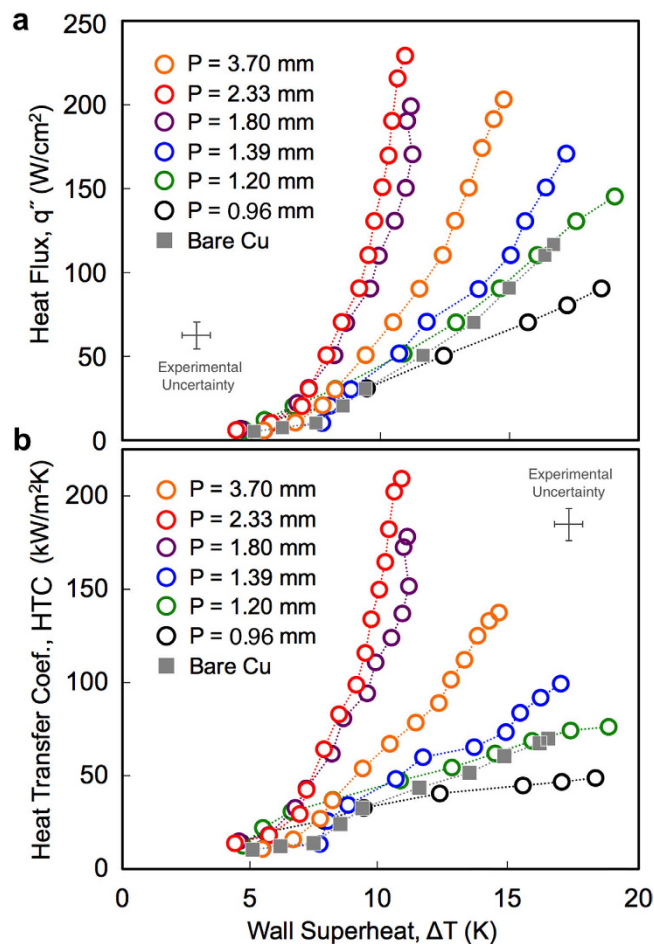 a
250
200
150
100
50
0
Heat Flux, q″ (W/cm²)
P = 3.70 mm
P = 2.33 mm
P = 1.80 mm
P = 1.39 mm
P = 1.20 mm
P = 0.96 mm
Bare Cu
Experimental
Uncertainty
b
200
150
100
50
0
Heat Transfer Coef., HTC (kW/m²K)
P = 3.70 mm
P = 2.33 mm
P = 1.80 mm
P = 1.39 mm
P = 1.20 mm
P = 0.96 mm
Bare Cu
Experimental
Uncertainty
0 5 10 15 20
Wall Superheat, ΔT (K)